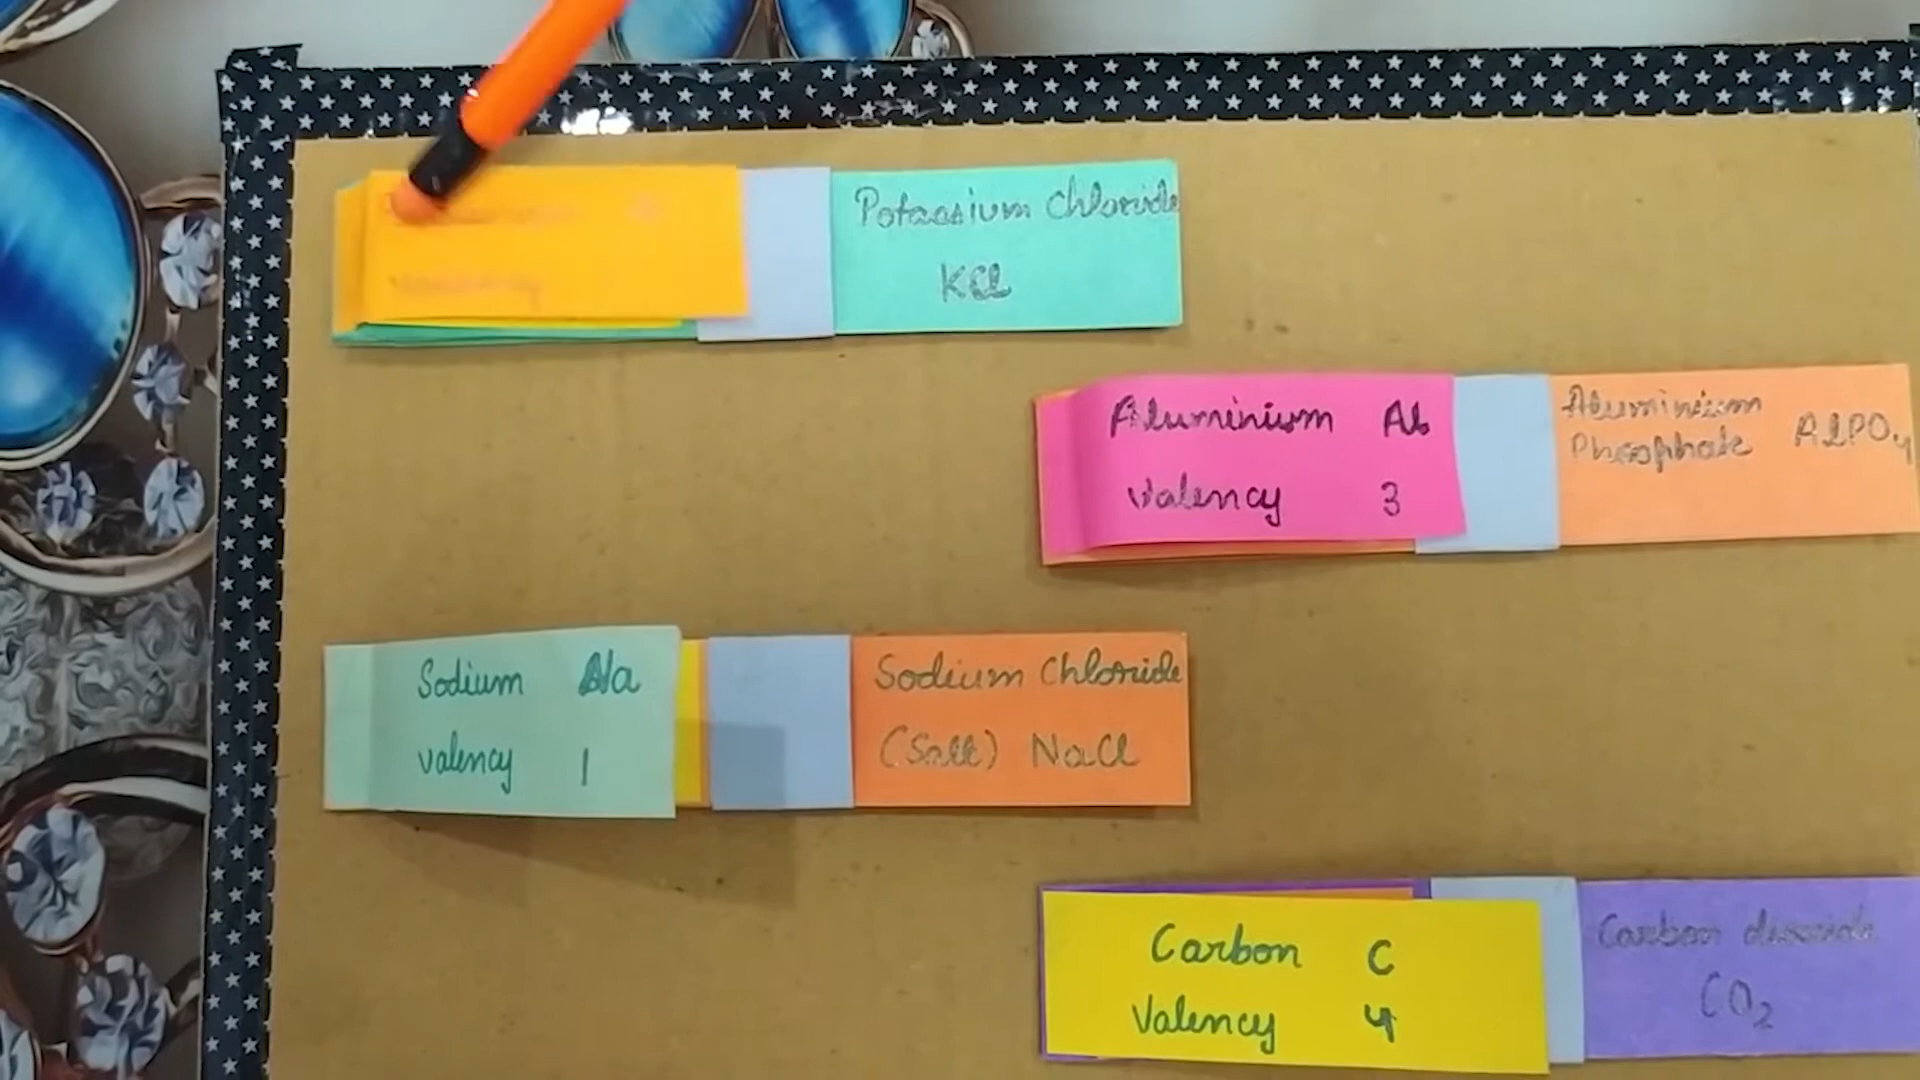 Potassium Chloride
KCl
Aluminium Al
Valency 3
Aluminium
Phosphate AlPO4
Sodium Na
Valency 1
Sodium Chloride
(Salt) NaCl
Carbon C
Valency 4
Carbon dioxide
CO2